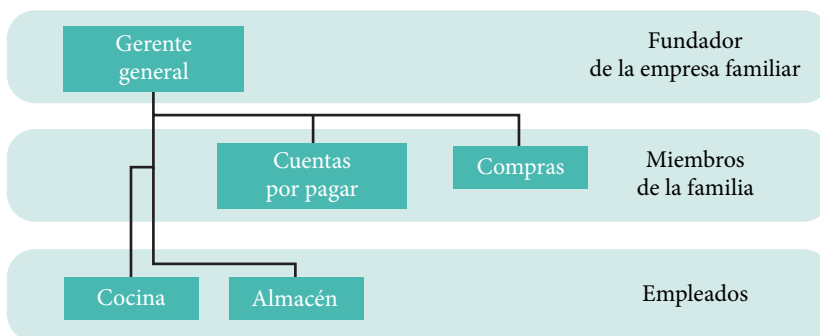 Gerente
general
Fundador
de la empresa familiar
Cuentas
por pagar
Compras
Miembros
de la familia
Cocina
Almacén
Empleados